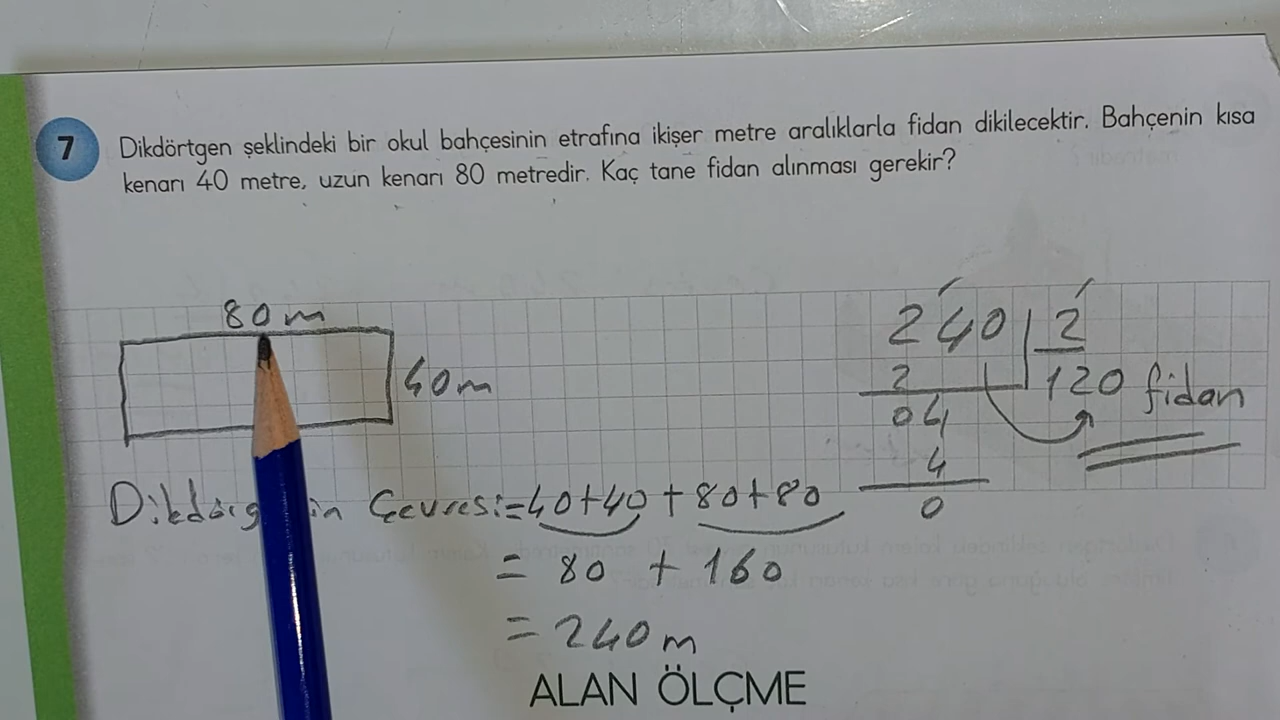 7
Dikdörtgen şeklindeki bir okul bahçesinin etrafına ikişer metre aralıklarla fidan dikilecektir. Bahçenin kısa
kenarı 40 metre, uzun kenarı 80 metredir. Kaç tane fidan alınması gerekir?
80 m
40 m
240 2
2 120 fidan
04
4
0
Çevresi=40+40+80+80
= 80 + 160
= 240 m
ALAN ÖLÇME